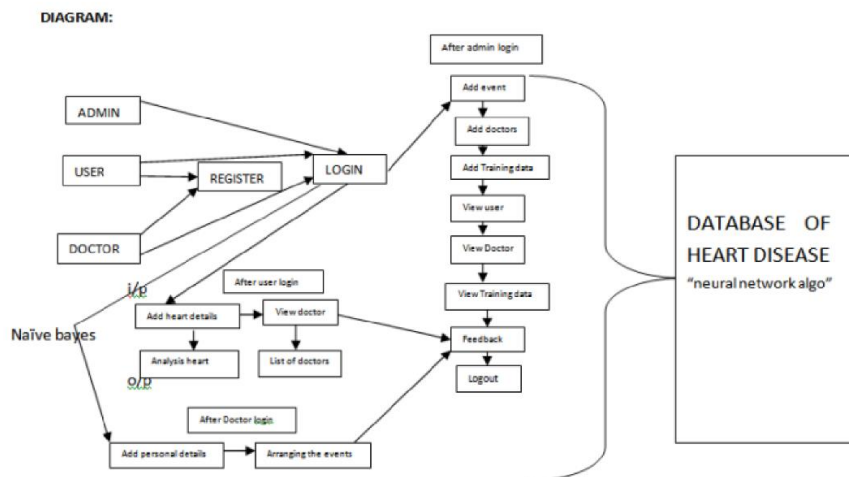 DIAGRAM:
After admin login
Add event
ADMIN
Add doctors
USER
REGISTER
LOGIN
Add Training data
View user
DOCTOR
View Doctor
DATABASE OF
HEART DISEASE
“neural network algo”
i/p
After user login
View Training data
Add heart details
View doctor
Naïve bayes
Feedback
Analysis heart
List of doctors
o/p
Logout
After Doctor login
Add personal details
Arranging the events